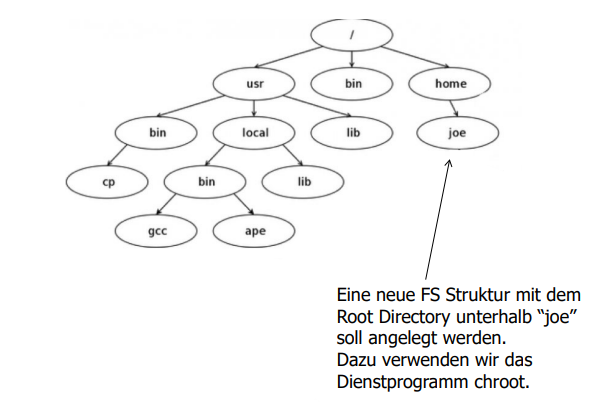 /
usr
bin
home
bin
local
lib
joe
cp
bin
lib
gcc
ape
Eine neue FS Struktur mit dem
Root Directory unterhalb “joe”
soll angelegt werden.
Dazu verwenden wir das
Dienstprogramm chroot.